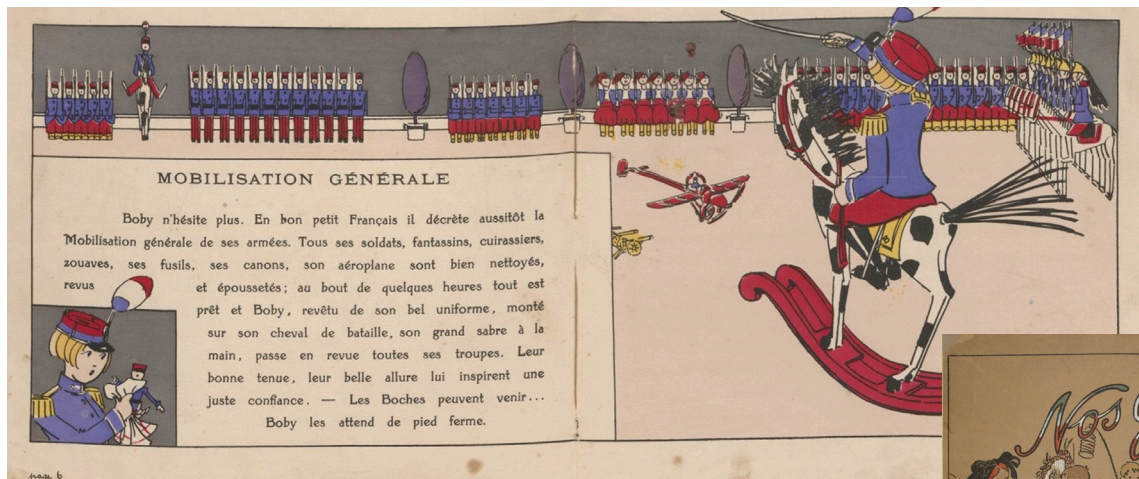 MOBILISATION GÉNÉRALE
Boby n'hésite plus. En bon petit Français il décrète aussitôt la
Mobilisation générale de ses armées. Tous ses soldats, fantassins, cuirassiers,
zouaves, ses fusils, ses canons, son aéroplane sont bien nettoyés,
revus et époussetés; au bout de quelques heures tout est
prêt et Boby, revêtu de son bel uniforme, monté
sur son cheval de bataille, son grand sabre à la
main, passe en revue toutes ses troupes. Leur
bonne tenue, leur belle allure lui inspirent une
juste confiance. — Les Boches peuvent venir...
Boby les attend de pied ferme.
page 6
Nos